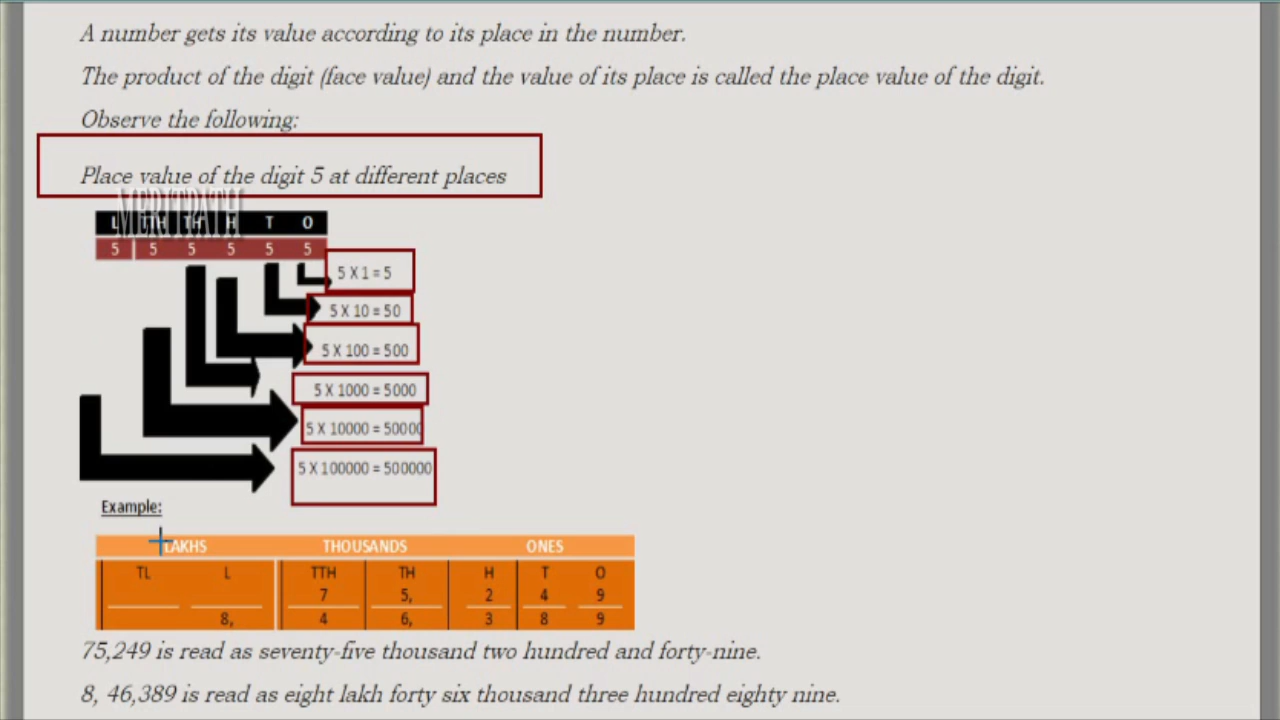 A number gets its value according to its place in the number.
The product of the digit (face value) and the value of its place is called the place value of the digit.
Observe the following:
Place value of the digit 5 at different places
MERITPATH
L TTH TH H T O
5 5 5 5 5 5
5 X 1 = 5
5 X 10 = 50
5 X 100 = 500
5 X 1000 = 5000
5 X 10000 = 50000
5 X 100000 = 500000
Example:
LAKHS THOUSANDS ONES
TL L TTH TH H T O
7 5, 2 4 9
8, 4 6, 3 8 9
75,249 is read as seventy-five thousand two hundred and forty-nine.
8, 46,389 is read as eight lakh forty six thousand three hundred eighty nine.